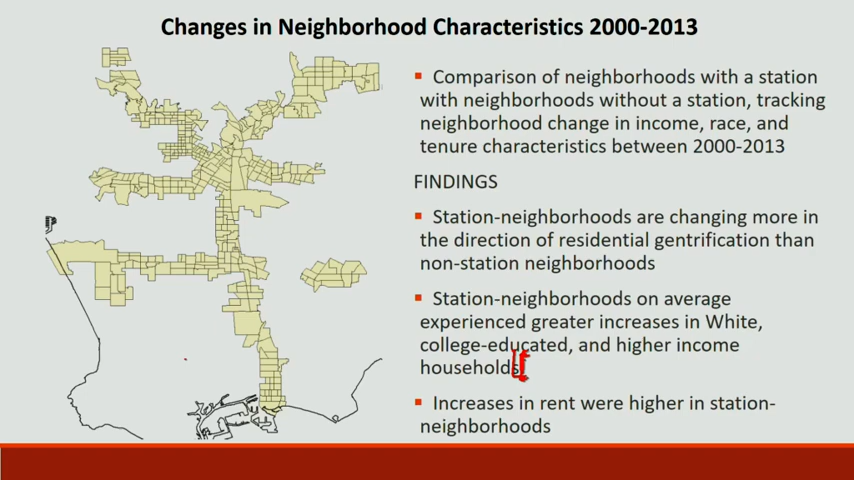 Changes in Neighborhood Characteristics 2000-2013
▪ Comparison of neighborhoods with a station
with neighborhoods without a station, tracking
neighborhood change in income, race, and
tenure characteristics between 2000-2013
FINDINGS
▪ Station-neighborhoods are changing more in
the direction of residential gentrification than
non-station neighborhoods
▪ Station-neighborhoods on average
experienced greater increases in White,
college-educated, and higher income
households
▪ Increases in rent were higher in station-
neighborhoods